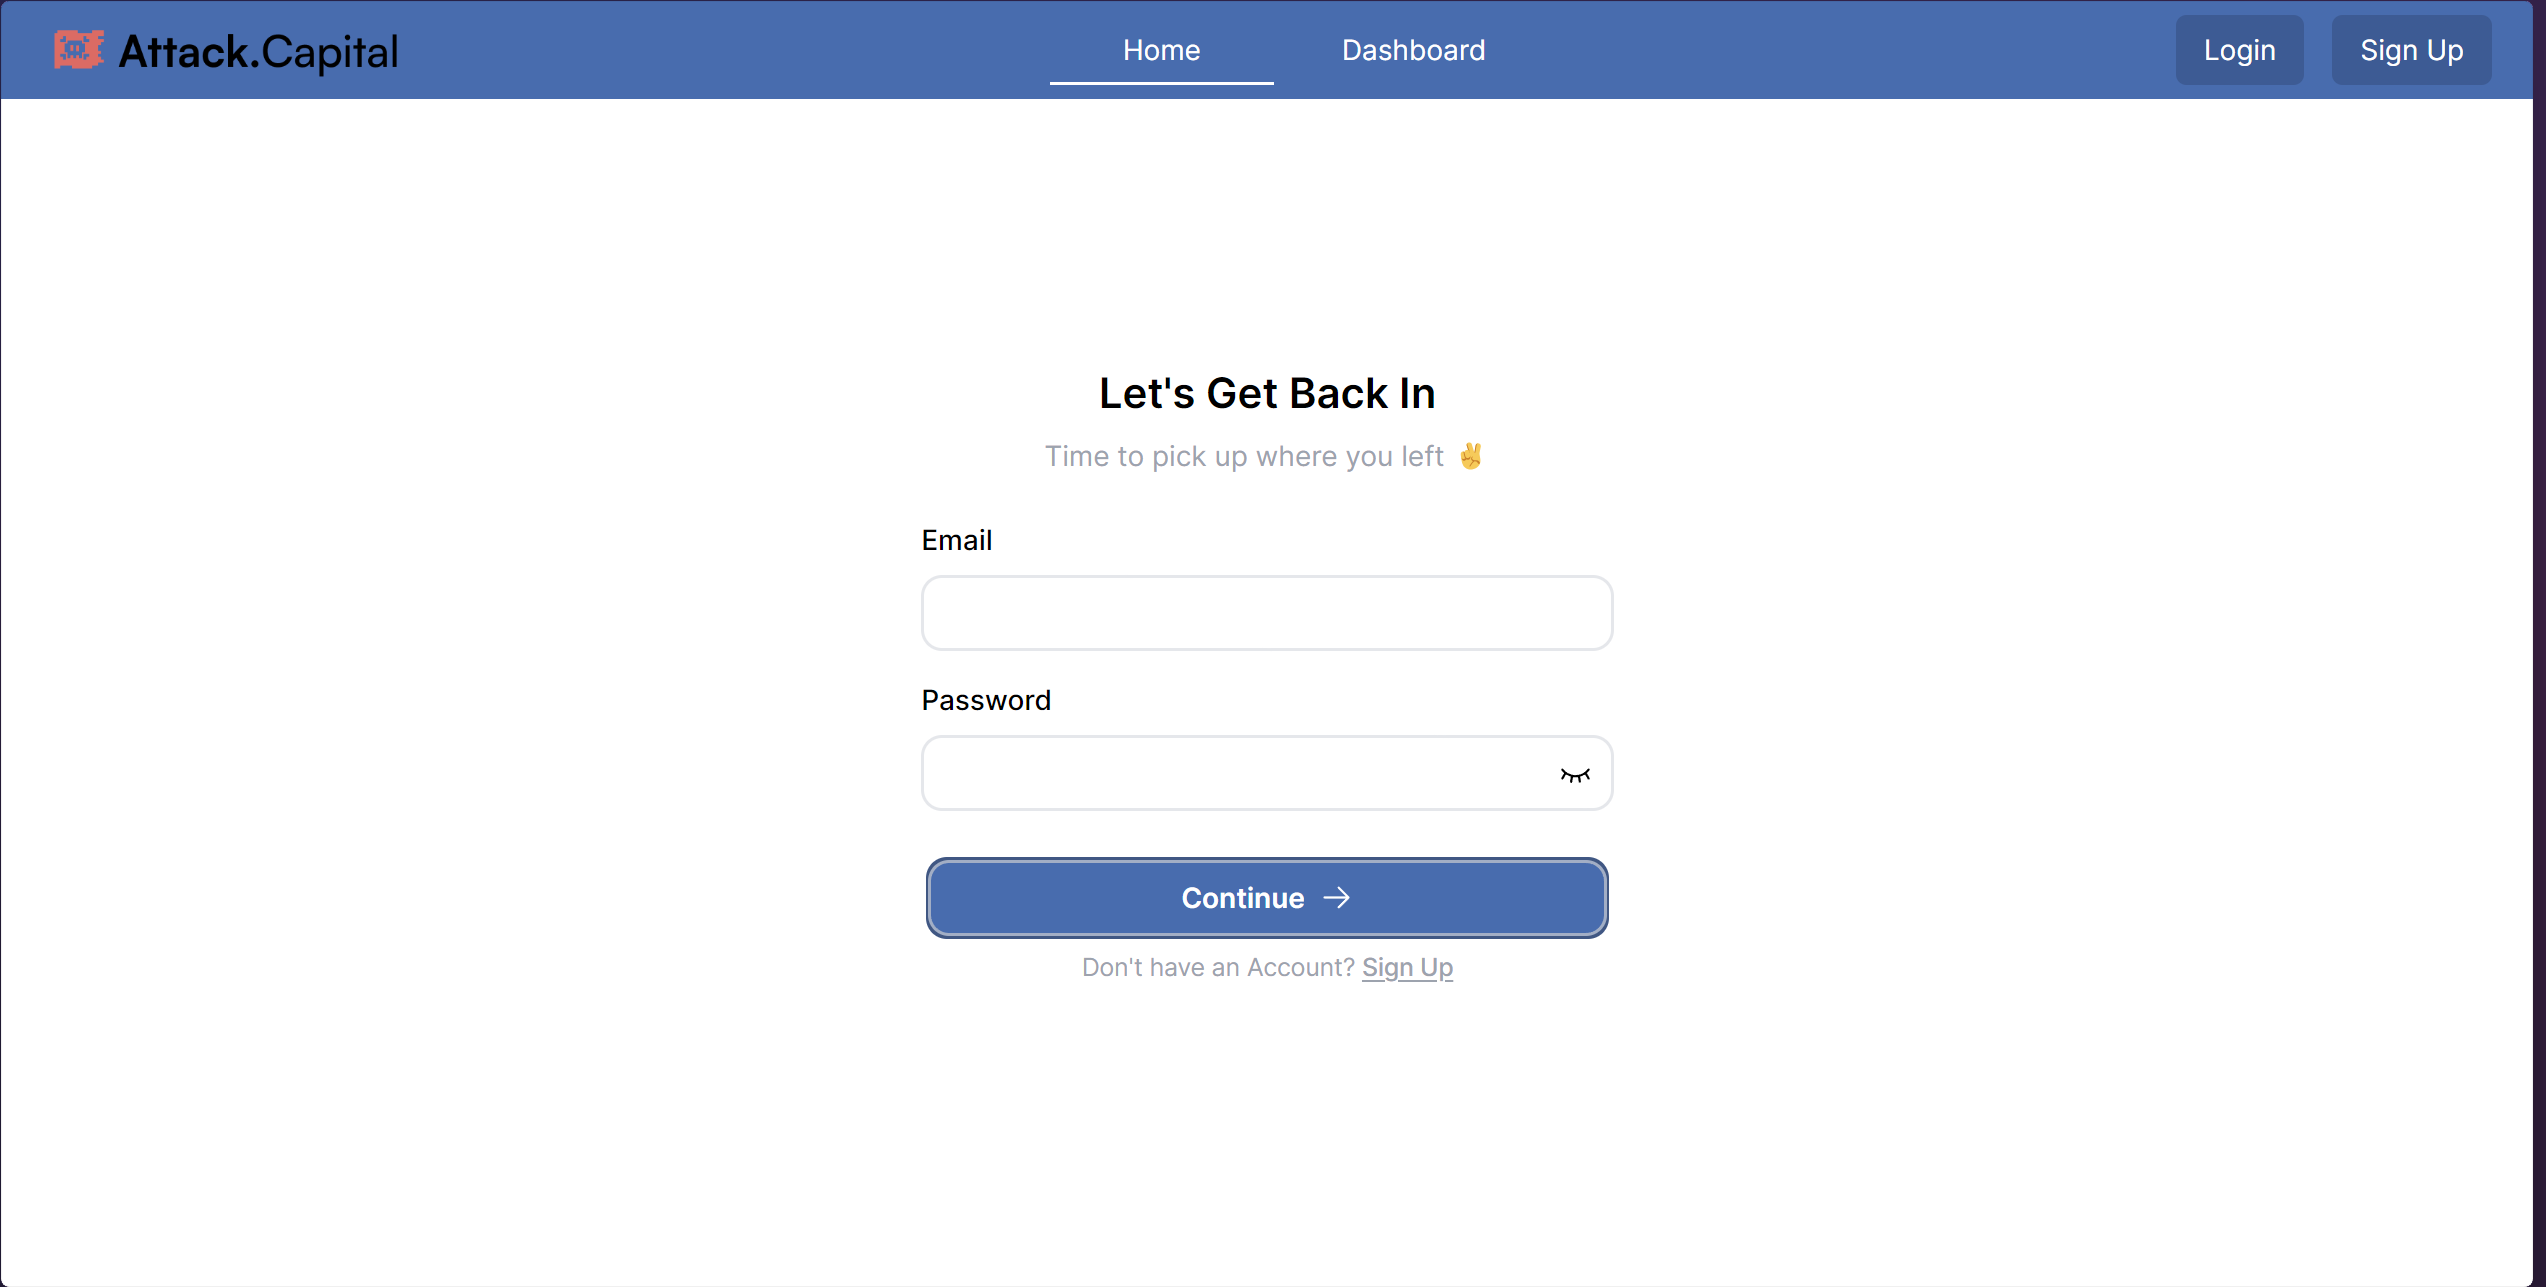 Attack.Capital
Home
Dashboard
Login
Sign Up
Let's Get Back In
Time to pick up where you left ✌️
Email
Password
Continue →
Don't have an Account? Sign Up